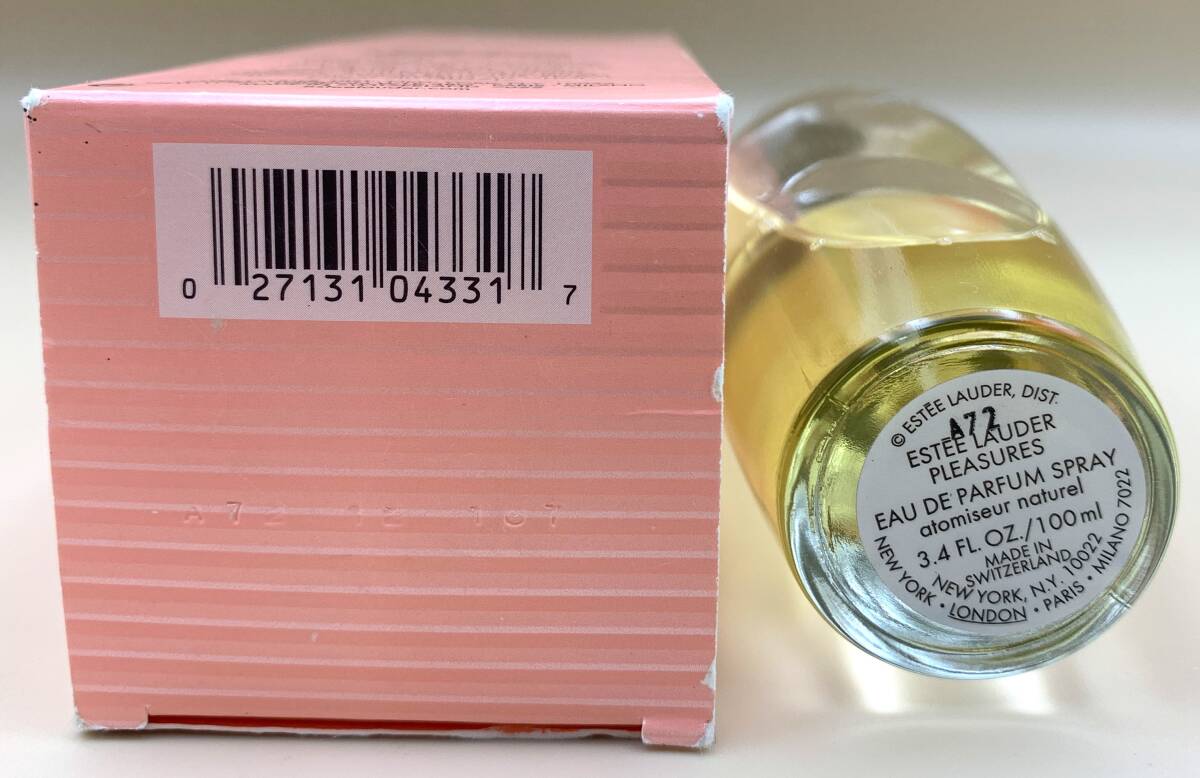 0 27131 04331 7
A72 12 167
© ESTĒE LAUDER, DIST.
A72
ESTĒE LAUDER
PLEASURES
EAU DE PARFUM SPRAY
atomiseur naturel
3.4 FL. OZ./100 ml
MADE IN
SWITZERLAND
NEW YORK, N.Y. 10022
NEW YORK • LONDON • PARIS • MILANO 7022